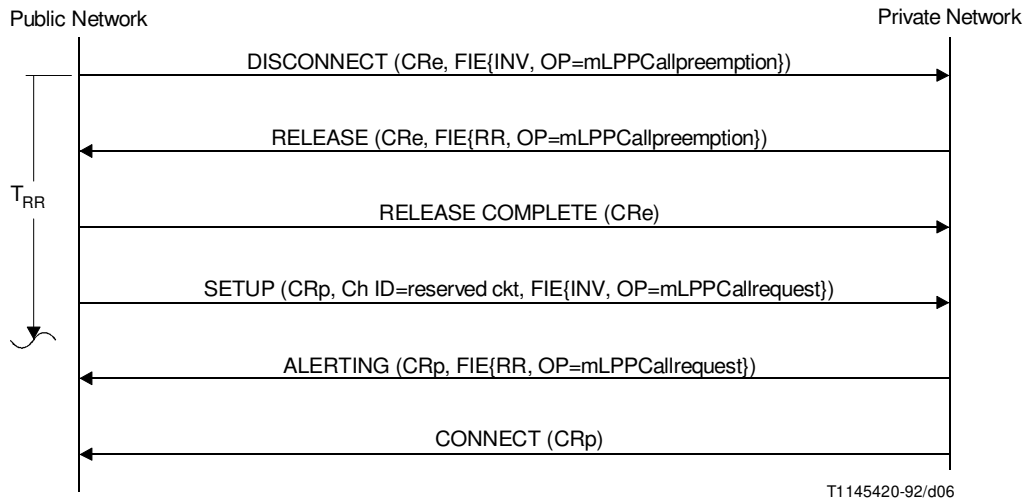 Public Network
Private Network
DISCONNECT (CRe, FIE{INV, OP=mLPPCallpreemption})
RELEASE (CRe, FIE{RR, OP=mLPPCallpreemption})
TRR
RELEASE COMPLETE (CRe)
SETUP (CRp, Ch ID=reserved ckt, FIE{INV, OP=mLPPCallrequest})
ALERTING (CRp, FIE{RR, OP=mLPPCallrequest})
CONNECT (CRp)
T1145420-92/d06